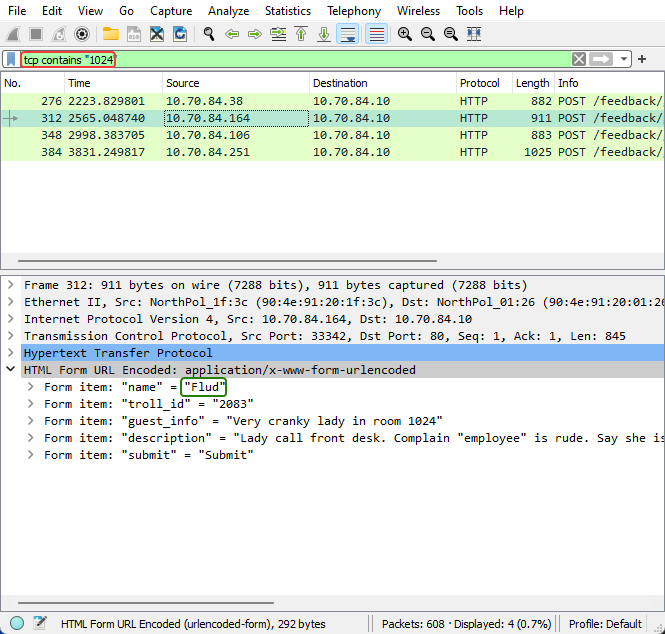 File Edit View Go Capture Analyze Statistics Telephony Wireless Tools Help
tcp contains "1024"
No. Time Source Destination Protocol Length Info
276 2223.829801 10.70.84.38 10.70.84.10 HTTP 882 POST /feedback/
312 2565.048740 10.70.84.164 10.70.84.10 HTTP 911 POST /feedback/
348 2998.383705 10.70.84.106 10.70.84.10 HTTP 883 POST /feedback/
384 3831.249817 10.70.84.251 10.70.84.10 HTTP 1025 POST /feedback/
Frame 312: 911 bytes on wire (7288 bits), 911 bytes captured (7288 bits)
Ethernet II, Src: NorthPol_1f:3c (90:4e:91:20:1f:3c), Dst: NorthPol_01:26 (90:4e:91:20:01:26
Internet Protocol Version 4, Src: 10.70.84.164, Dst: 10.70.84.10
Transmission Control Protocol, Src Port: 33342, Dst Port: 80, Seq: 1, Ack: 1, Len: 845
Hypertext Transfer Protocol
HTML Form URL Encoded: application/x-www-form-urlencoded
Form item: "name" = "Flud"
Form item: "troll_id" = "2083"
Form item: "guest_info" = "Very cranky lady in room 1024"
Form item: "description" = "Lady call front desk. Complain "employee" is rude. Say she is
Form item: "submit" = "Submit"
HTML Form URL Encoded (urlencoded-form), 292 bytes Packets: 608 · Displayed: 4 (0.7%) Profile: Default